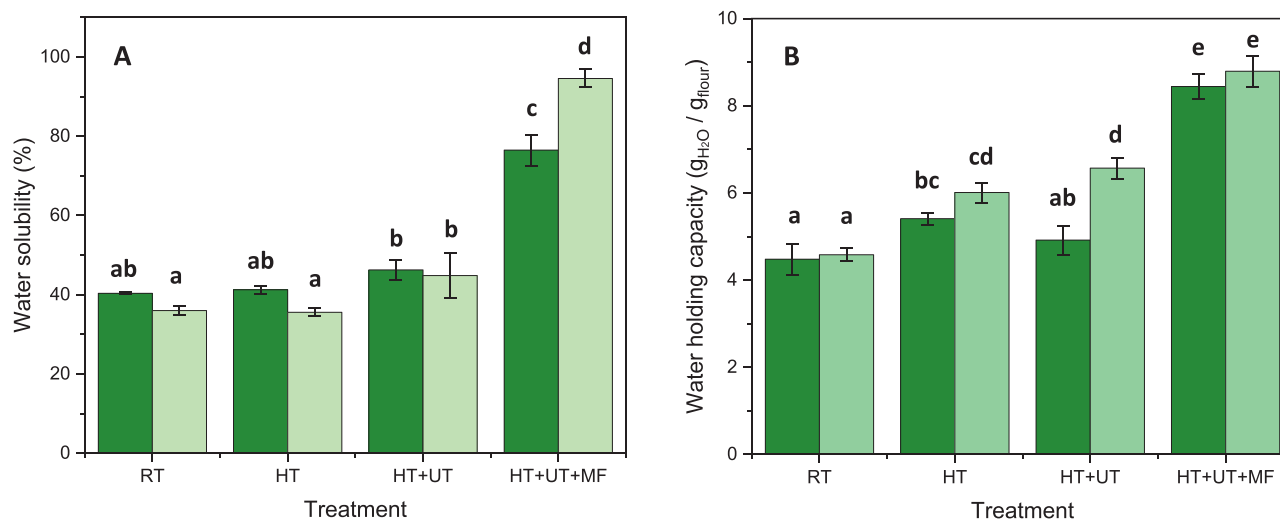 A
Water solubility (%)
100
80
60
40
20
0
ab
a
ab
a
b
b
c
d
RT
HT
HT+UT
HT+UT+MF
Treatment
B
Water holding capacity (gH2O / gflour)
10
8
6
4
2
0
a
a
bc
cd
ab
d
e
e
RT
HT
HT+UT
HT+UT+MF
Treatment